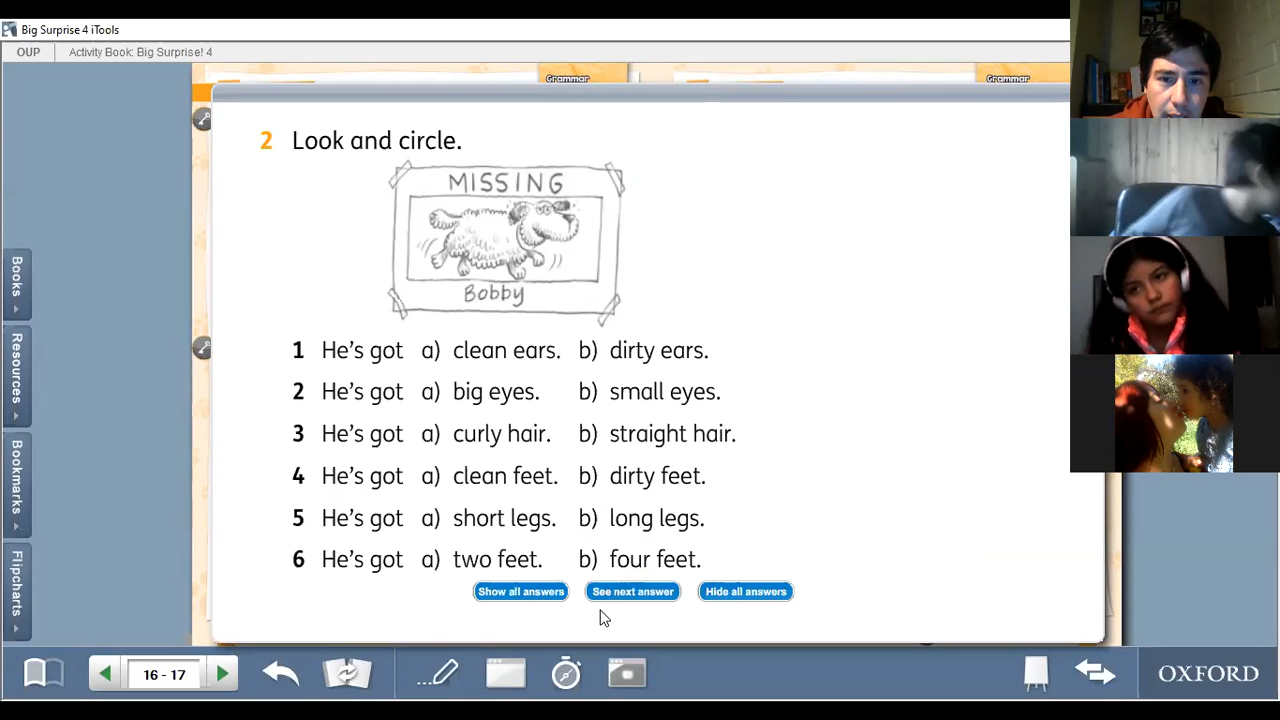 Big Surprise 4 iTools
OUP Activity Book: Big Surprise! 4
Grammar Grammar
2 Look and circle.
MISSING
Bobby
1 He's got a) clean ears. b) dirty ears.
2 He's got a) big eyes. b) small eyes.
3 He's got a) curly hair. b) straight hair.
4 He's got a) clean feet. b) dirty feet.
5 He's got a) short legs. b) long legs.
6 He's got a) two feet. b) four feet.
Show all answers See next answer Hide all answers
Books
Resources
Bookmarks
Flipcharts
16 - 17
OXFORD